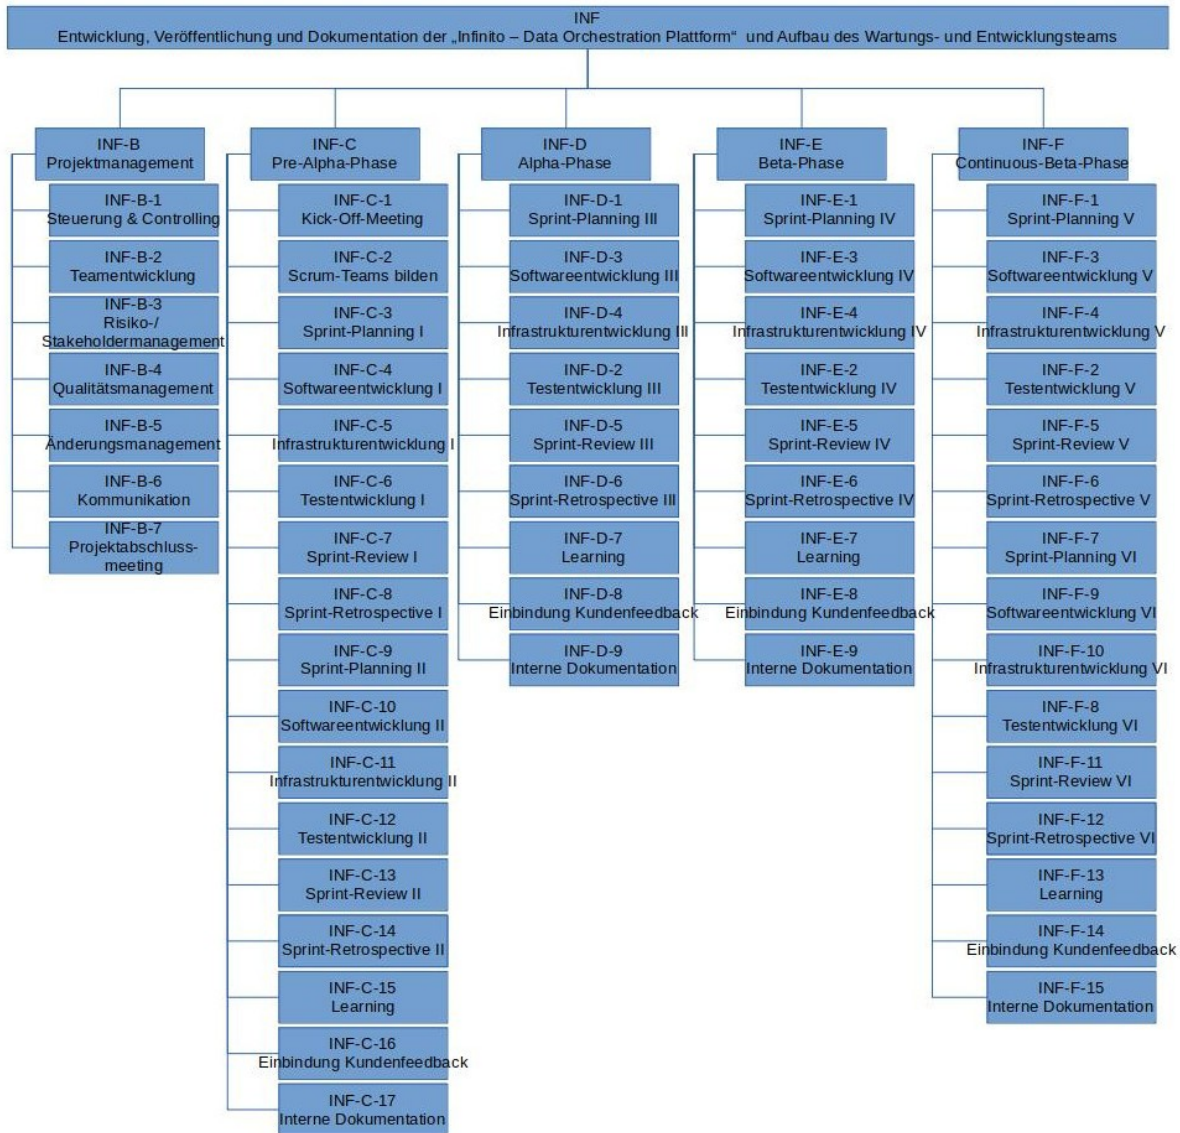 INF
Entwicklung, Veröffentlichung und Dokumentation der „Infinito – Data Orchestration Plattform“ und Aufbau des Wartungs- und Entwicklungsteams
INF-B
Projektmanagement
INF-B-1
Steuerung & Controlling
INF-B-2
Teamentwicklung
INF-B-3
Risiko-/
Stakeholdermanagement
INF-B-4
Qualitätsmanagement
INF-B-5
Änderungsmanagement
INF-B-6
Kommunikation
INF-B-7
Projektabschluss-
meeting
INF-C
Pre-Alpha-Phase
INF-C-1
Kick-Off-Meeting
INF-C-2
Scrum-Teams bilden
INF-C-3
Sprint-Planning I
INF-C-4
Softwareentwicklung I
INF-C-5
Infrastrukturentwicklung I
INF-C-6
Testentwicklung I
INF-C-7
Sprint-Review I
INF-C-8
Sprint-Retrospective I
INF-C-9
Sprint-Planning II
INF-C-10
Softwareentwicklung II
INF-C-11
Infrastrukturentwicklung II
INF-C-12
Testentwicklung II
INF-C-13
Sprint-Review II
INF-C-14
Sprint-Retrospective II
INF-C-15
Learning
INF-C-16
Einbindung Kundenfeedback
INF-C-17
Interne Dokumentation
INF-D
Alpha-Phase
INF-D-1
Sprint-Planning III
INF-D-3
Softwareentwicklung III
INF-D-4
Infrastrukturentwicklung III
INF-D-2
Testentwicklung III
INF-D-5
Sprint-Review III
INF-D-6
Sprint-Retrospective III
INF-D-7
Learning
INF-D-8
Einbindung Kundenfeedback
INF-D-9
Interne Dokumentation
INF-E
Beta-Phase
INF-E-1
Sprint-Planning IV
INF-E-3
Softwareentwicklung IV
INF-E-4
Infrastrukturentwicklung IV
INF-E-2
Testentwicklung IV
INF-E-5
Sprint-Review IV
INF-E-6
Sprint-Retrospective IV
INF-E-7
Learning
INF-E-8
Einbindung Kundenfeedback
INF-E-9
Interne Dokumentation
INF-F
Continuous-Beta-Phase
INF-F-1
Sprint-Planning V
INF-F-3
Softwareentwicklung V
INF-F-4
Infrastrukturentwicklung V
INF-F-2
Testentwicklung V
INF-F-5
Sprint-Review V
INF-F-6
Sprint-Retrospective V
INF-F-7
Sprint-Planning VI
INF-F-9
Softwareentwicklung VI
INF-F-10
Infrastrukturentwicklung VI
INF-F-8
Testentwicklung VI
INF-F-11
Sprint-Review VI
INF-F-12
Sprint-Retrospective VI
INF-F-13
Learning
INF-F-14
Einbindung Kundenfeedback
INF-F-15
Interne Dokumentation